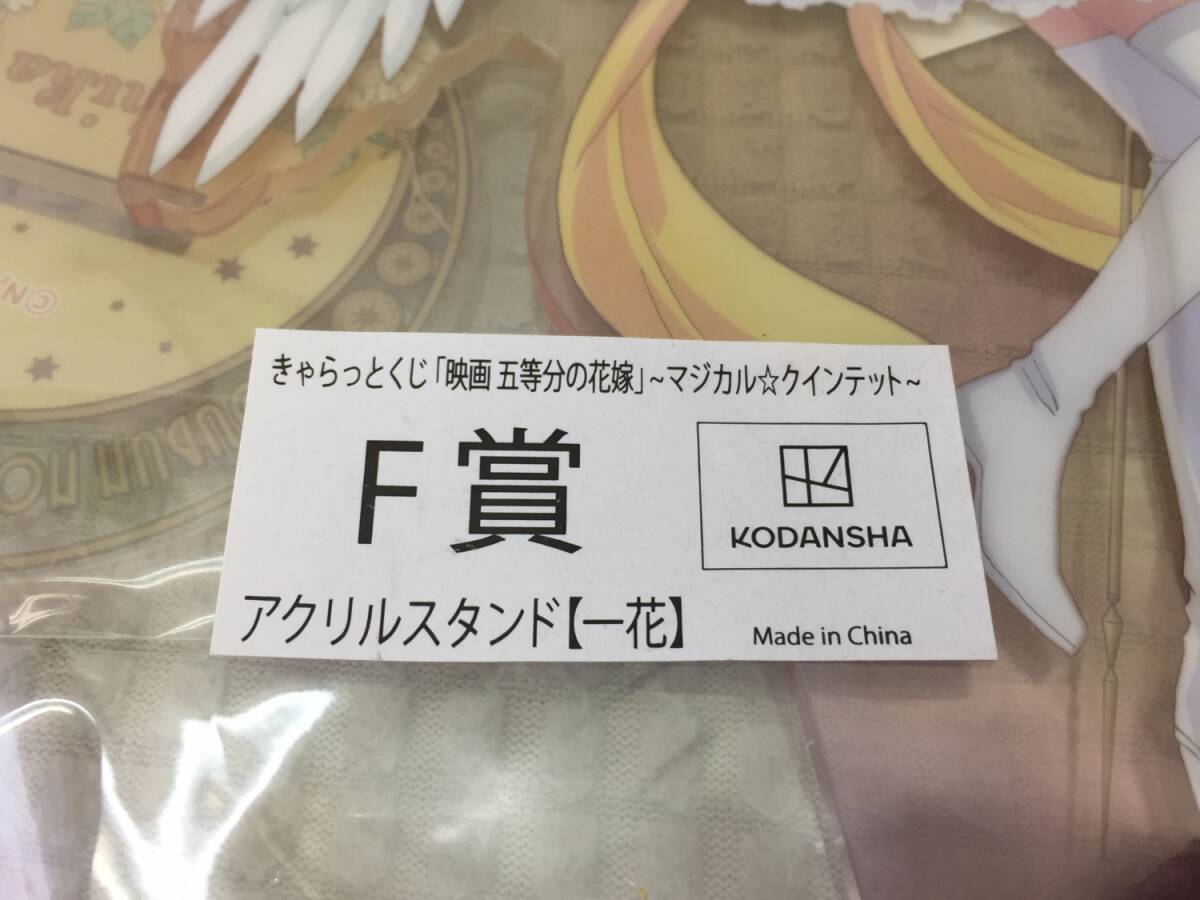 きゃらっとくじ「映画 五等分の花嫁」~マジカル☆クインテット~
F賞
KODANSHA
アクリルスタンド【一花】
Made in China